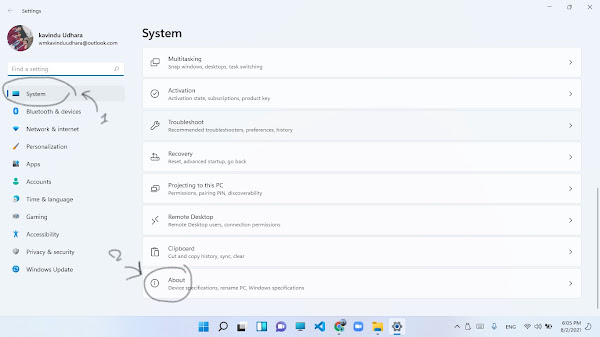 Settings
kavindu Udhara
wmkavinduudhara@outlook.com
Find a setting
System
Bluetooth & devices
Network & internet
Personalization
Apps
Accounts
Time & language
Gaming
Accessibility
Privacy & security
Windows Update
1
2
System
Multitasking
Snap windows, desktops, task switching
Activation
Activation state, subscriptions, product key
Troubleshoot
Recommended troubleshooters, preferences, history
Recovery
Reset, advanced startup, go back
Projecting to this PC
Permissions, pairing PIN, discoverability
Remote Desktop
Remote Desktop users, connection permissions
Clipboard
Cut and copy history, sync, clear
About
Device specifications, rename PC, Windows specifications
ENG
6:05 PM
8/2/2021